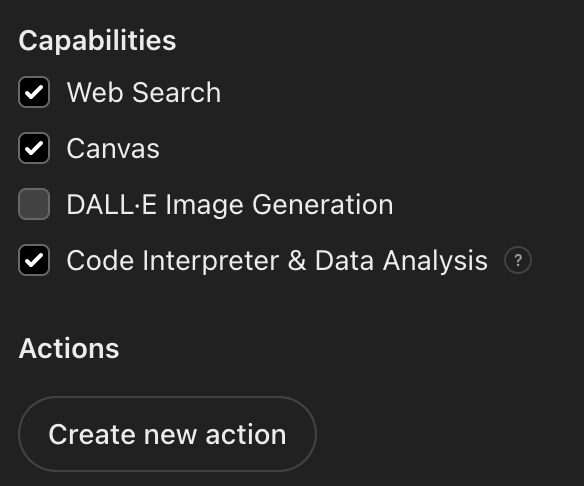 Capabilities
Web Search
Canvas
DALL·E Image Generation
Code Interpreter & Data Analysis ?
Actions
Create new action